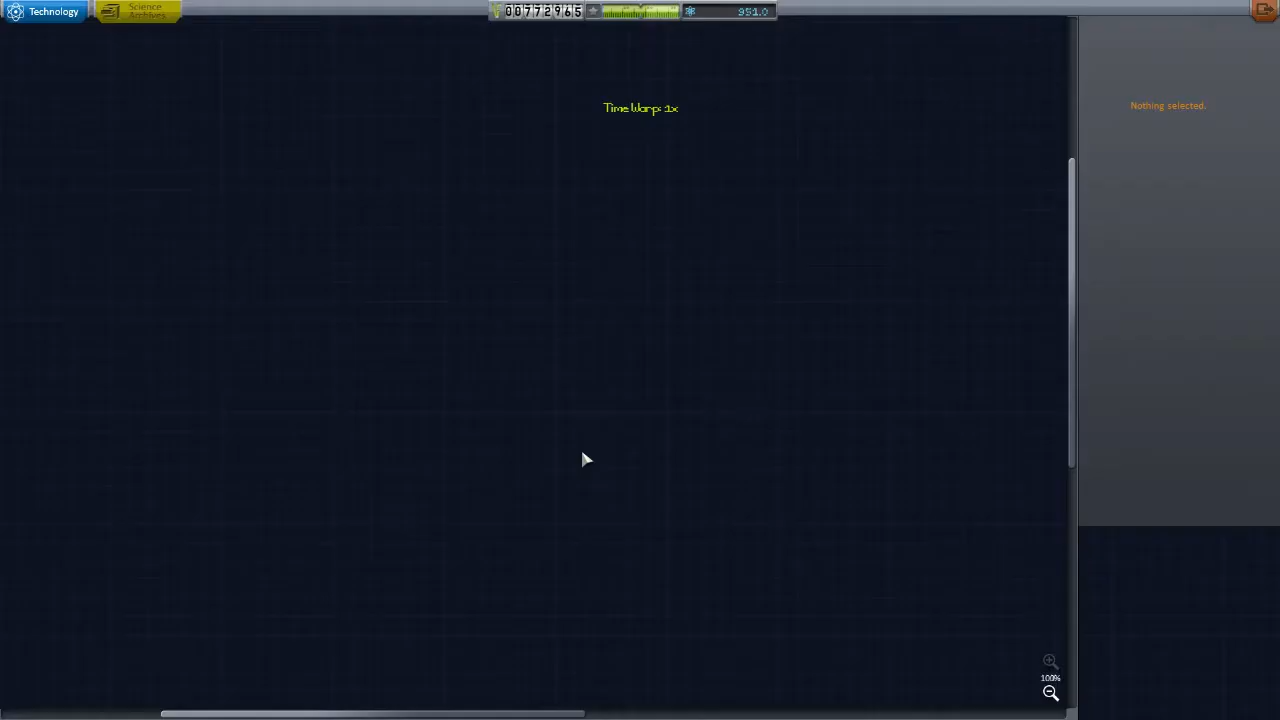 Technology
Science
Archives
00772965
951.0
Time Warp: 1x
Nothing selected.
100%